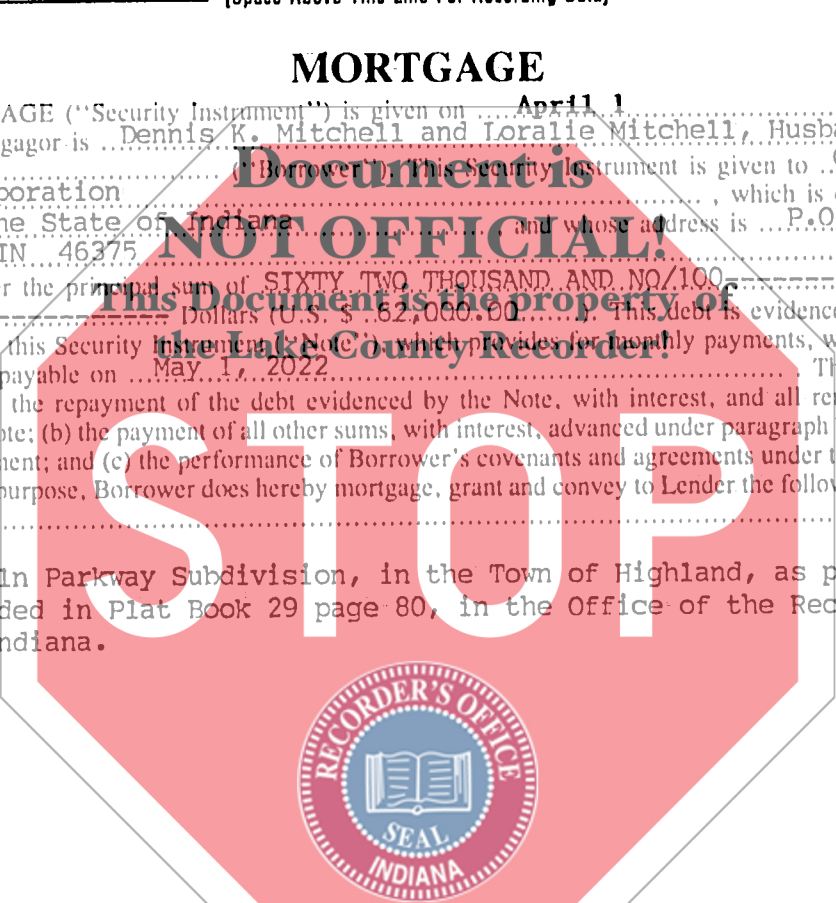 (Space Above This Line For Recording Data)
MORTGAGE
AGE (“Security Instrument”) is given on ..... April 1
gagor is .. Dennis K. Mitchell and Loralie Mitchell, Husba
(“Borrower”). This Security Instrument is given to ..
Document is
poration , which is
NOT OFFICIAL!
he State of Indiana , and whose address is ... P.O
IN 46375
r the principal sum of SIXTY TWO THOUSAND AND NO/100
This Document is the property of
Dollars (U.S. $ ..62,000.00 ). This debt is evidence
the Lake County Recorder!
this Security Instrument (“Note”), which provides for monthly payments, w
payable on ... May 1, 2022 . Th
the repayment of the debt evidenced by the Note, with interest, and all re
ote; (b) the payment of all other sums, with interest, advanced under paragraph
ment; and (c) the performance of Borrower's covenants and agreements under t
purpose, Borrower does hereby mortgage, grant and convey to Lender the follow
STOP
in Parkway Subdivision, in the Town of Highland, as p
ded in Plat Book 29 page 80, in the Office of the Rec
ndiana.
RECORDER'S OFFICE
SEAL
INDIANA